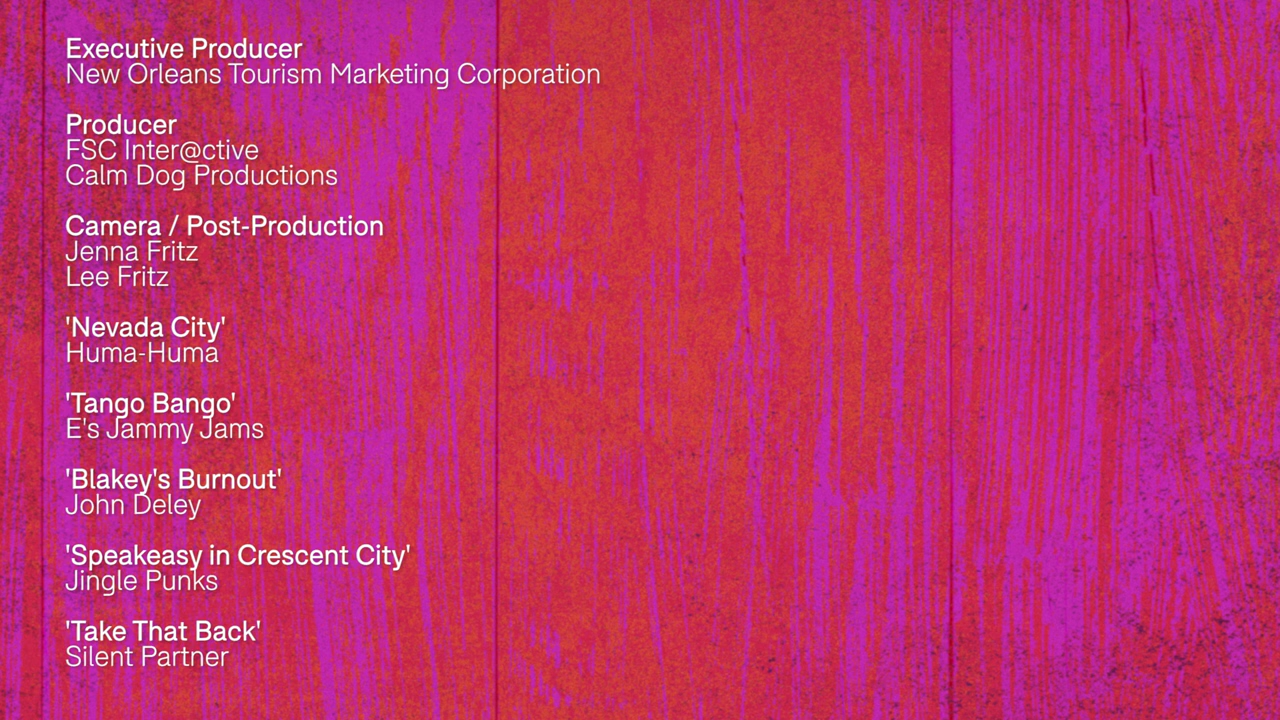 Executive Producer
New Orleans Tourism Marketing Corporation
Producer
FSC Inter@ctive
Calm Dog Productions
Camera / Post-Production
Jenna Fritz
Lee Fritz
'Nevada City'
Huma-Huma
'Tango Bango'
E's Jammy Jams
'Blakey's Burnout'
John Deley
'Speakeasy in Crescent City'
Jingle Punks
'Take That Back'
Silent Partner